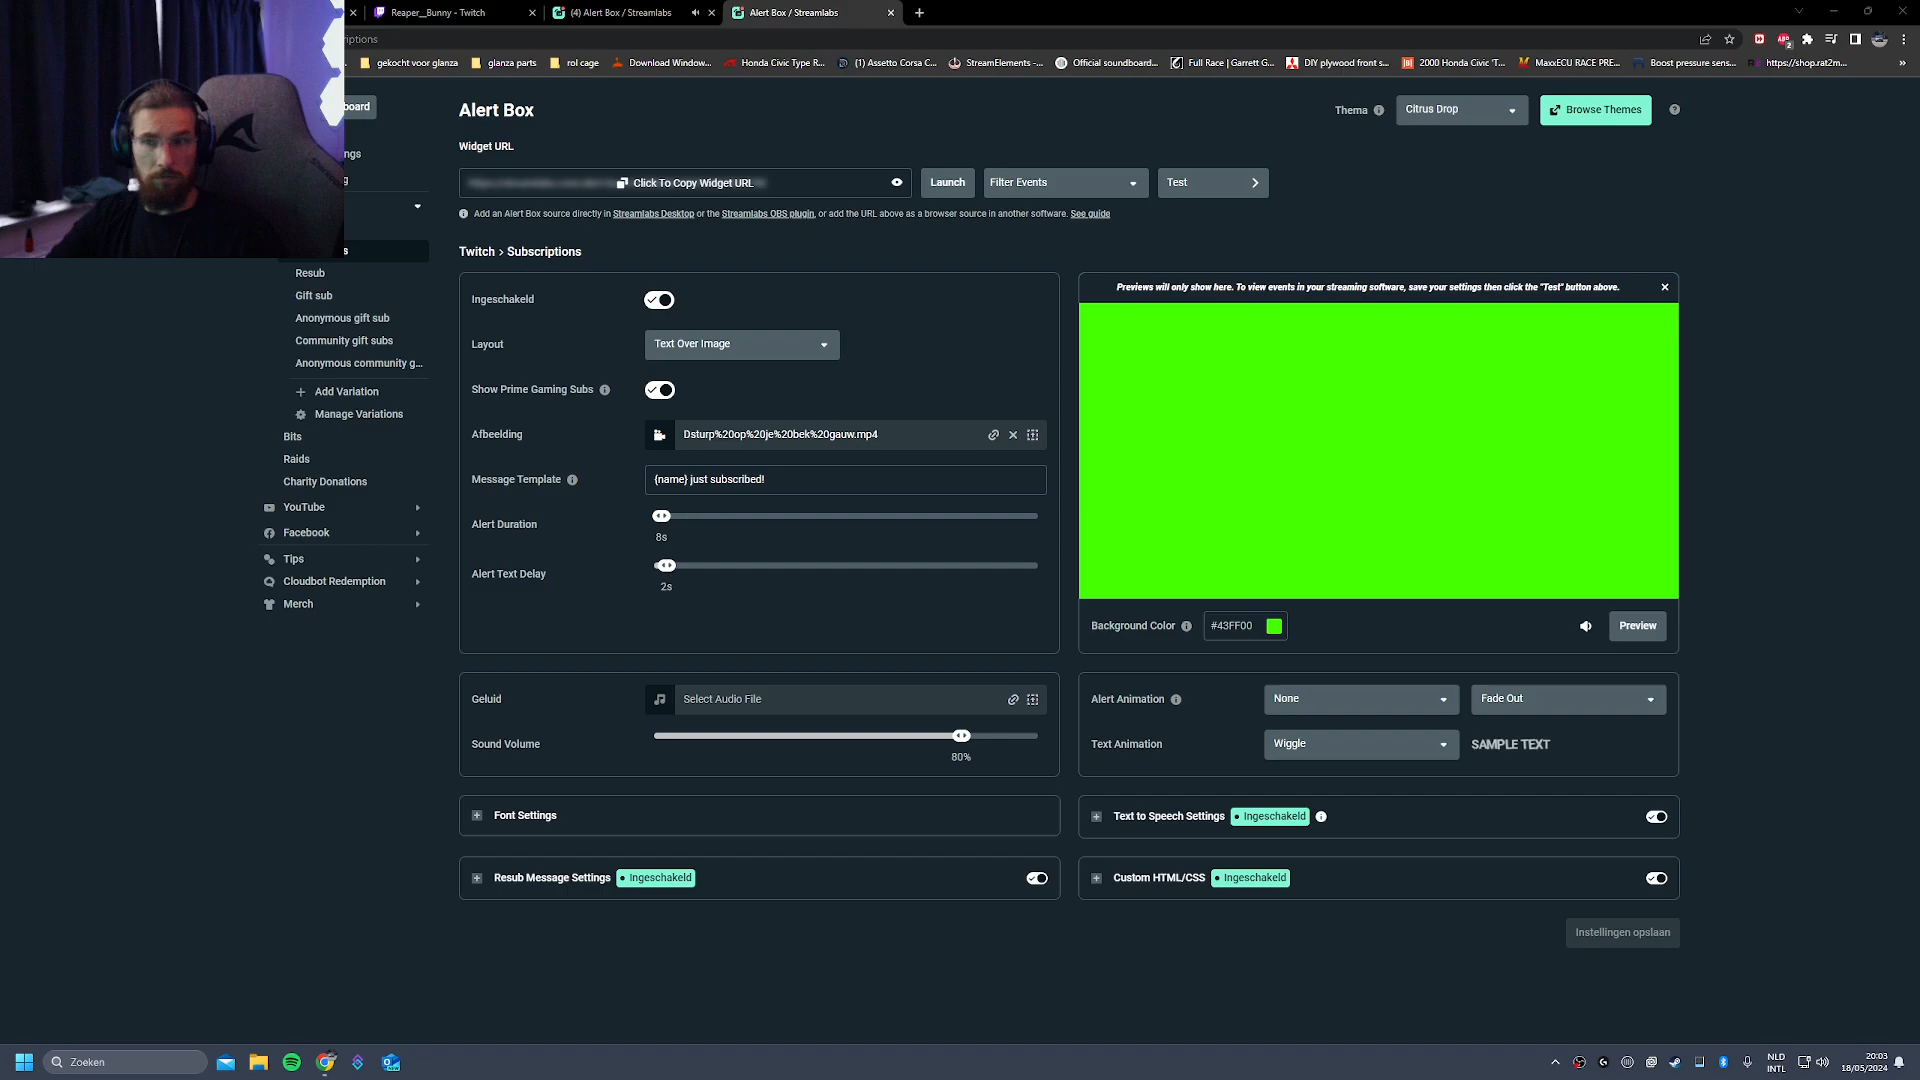 Reaper__Bunny - Twitch
(4) Alert Box / Streamlabs
Alert Box / Streamlabs
iptions
gekocht voor glanza
glanza parts
rol cage
Download Window...
Honda Civic Type R...
(1) Assetto Corsa C...
StreamElements -...
Official soundboard...
Full Race | Garrett G...
DIY plywood front s...
2000 Honda Civic 'T...
MaxxECU RACE PRE...
Boost pressure sens...
https://shop.rat2m...
board
ngs
g
s
Resub
Gift sub
Anonymous gift sub
Community gift subs
Anonymous community g...
Add Variation
Manage Variations
Bits
Raids
Charity Donations
YouTube
Facebook
Tips
Cloudbot Redemption
Merch
Alert Box
Thema
Citrus Drop
Browse Themes
Widget URL
Click To Copy Widget URL
Launch
Filter Events
Test
Add an Alert Box source directly in Streamlabs Desktop or the Streamlabs OBS plugin, or add the URL above as a browser source in another software. See guide
Twitch > Subscriptions
Ingeschakeld
Layout
Text Over Image
Show Prime Gaming Subs
Afbeelding
Dsturp%20op%20je%20bek%20gauw.mp4
Message Template
{name} just subscribed!
Alert Duration
8s
Alert Text Delay
2s
Previews will only show here. To view events in your streaming software, save your settings then click the "Test" button above.
Background Color
#43FF00
Preview
Geluid
Select Audio File
Sound Volume
80%
Alert Animation
None
Fade Out
Text Animation
Wiggle
SAMPLE TEXT
Font Settings
Text to Speech Settings
Ingeschakeld
Resub Message Settings
Ingeschakeld
Custom HTML/CSS
Ingeschakeld
Instellingen opslaan
Zoeken
NLD
INTL
20:03
18/05/2024